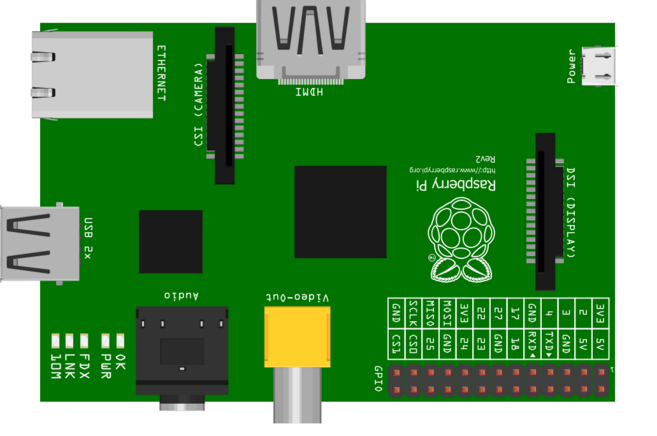 ETHERNET
CSI (CAMERA)
HDMI
Power
Rev2
http://www.raspberrypi.org
Raspberry Pi
®
DSI (DISPLAY)
USB 2x
Audio
Video-Out
GND SCLK MISO MOSI 3V3 22 27 17 GND 4 3 2 3V3
CS1 CS0 25 GND 24 23 GND 18 RXD TXD GND 5V 5V
10M LNK FDX PWR OK
GPIO
1